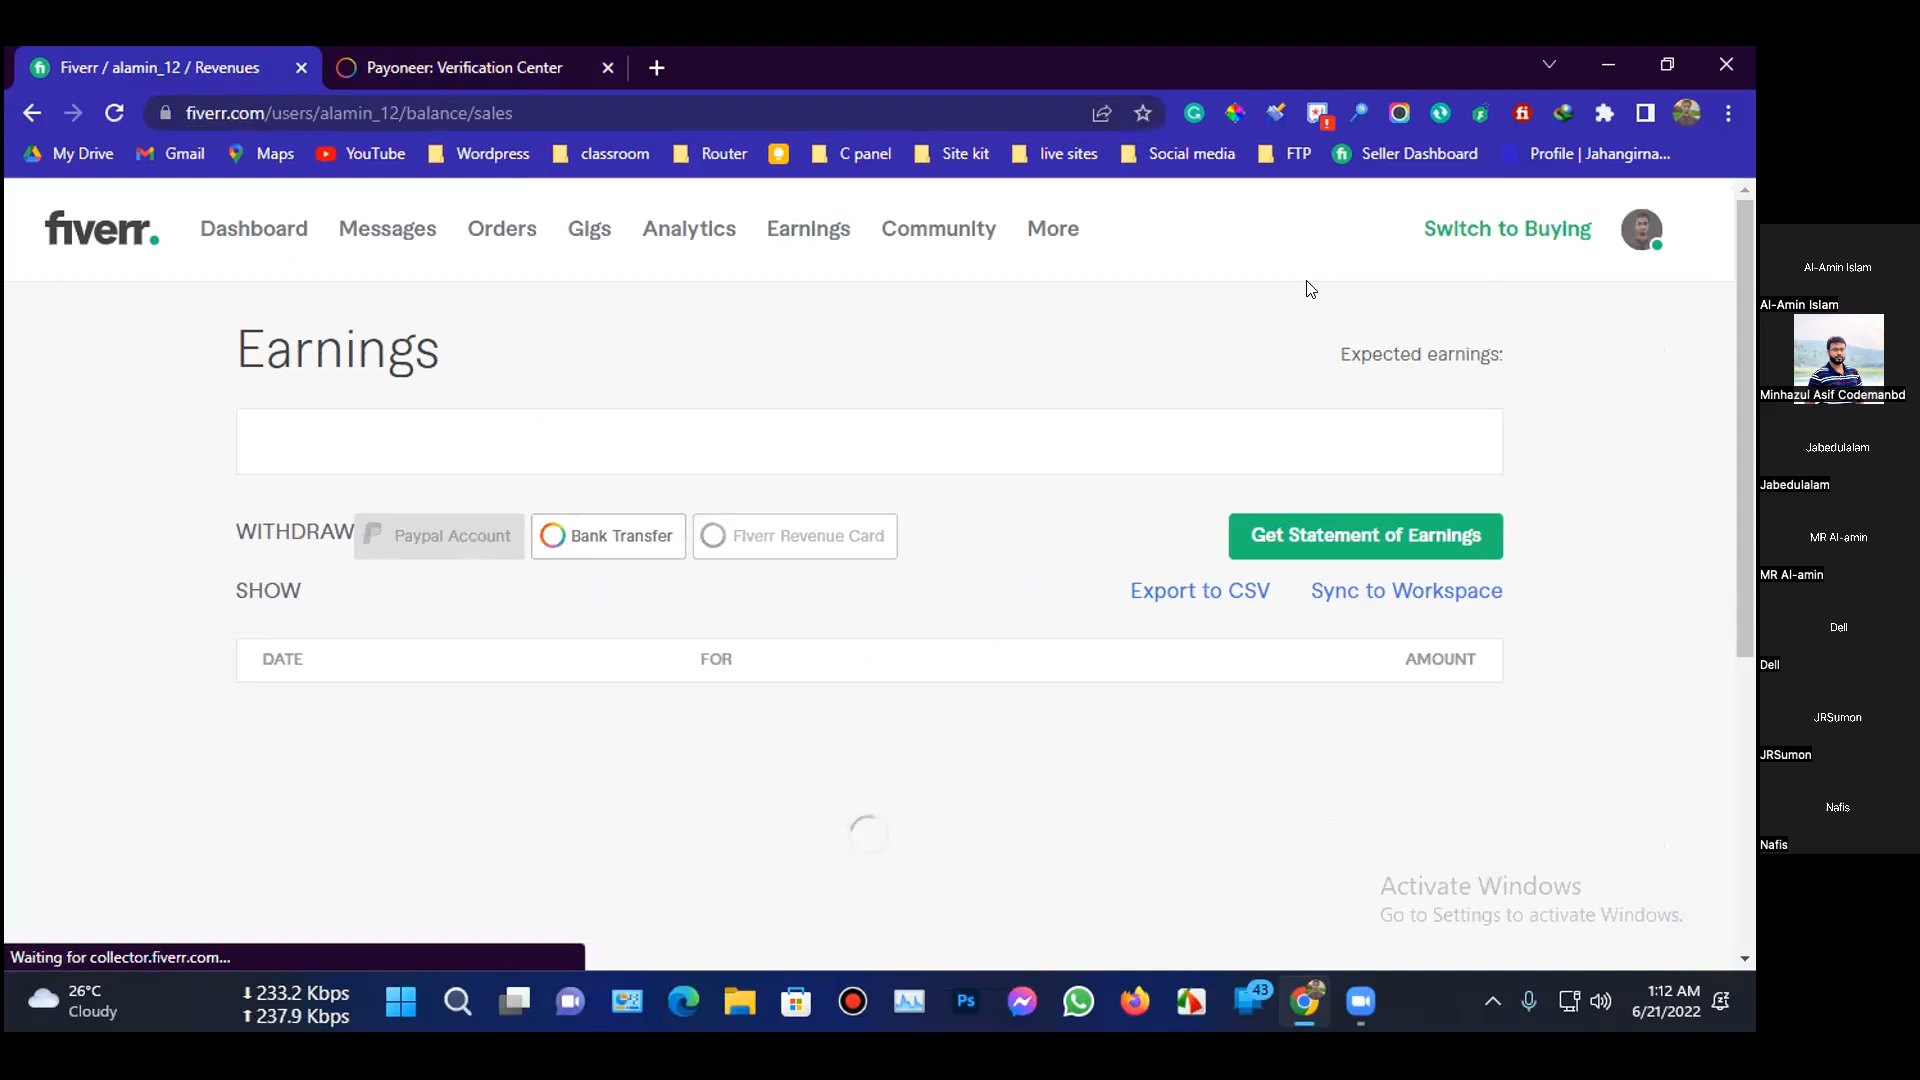 Fiverr / alamin_12 / Revenues
Payoneer: Verification Center
fiverr.com/users/alamin_12/balance/sales
My Drive Gmail Maps YouTube Wordpress classroom Router C panel Site kit live sites Social media FTP Seller Dashboard Profile | Jahangirna...
fiverr. Dashboard Messages Orders Gigs Analytics Earnings Community More Switch to Buying
Earnings
Expected earnings:
WITHDRAW Paypal Account Bank Transfer Fiverr Revenue Card Get Statement of Earnings
SHOW Export to CSV Sync to Workspace
DATE FOR AMOUNT
Activate Windows
Go to Settings to activate Windows.
Waiting for collector.fiverr.com...
26°C
Cloudy
233.2 Kbps
237.9 Kbps
Ps
43
1:12 AM
6/21/2022
Al-Amin Islam
Al-Amin Islam
Minhazul Asif Codemanbd
Jabedulalam
Jabedulalam
MR Al-amin
MR Al-amin
Dell
Dell
JRSumon
JRSumon
Nafis
Nafis